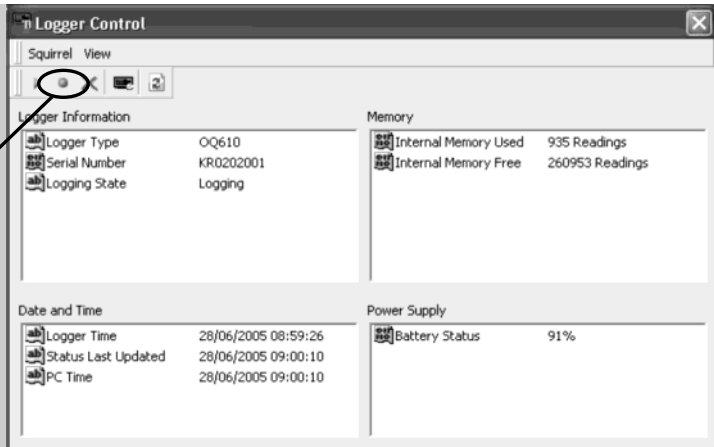 Logger Control
Squirrel View
Logger Information
Logger Type OQ610
Serial Number KR0202001
Logging State Logging
Memory
Internal Memory Used 935 Readings
Internal Memory Free 260953 Readings
Date and Time
Logger Time 28/06/2005 08:59:26
Status Last Updated 28/06/2005 09:00:10
PC Time 28/06/2005 09:00:10
Power Supply
Battery Status 91%